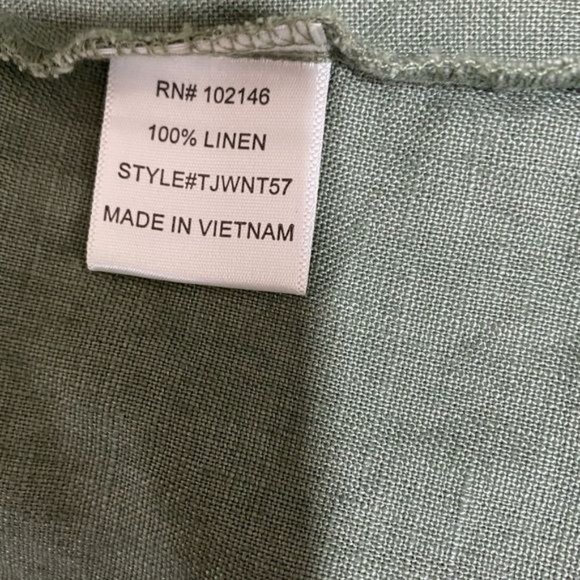 RN# 102146
100% LINEN
STYLE#TJWNT57
MADE IN VIETNAM